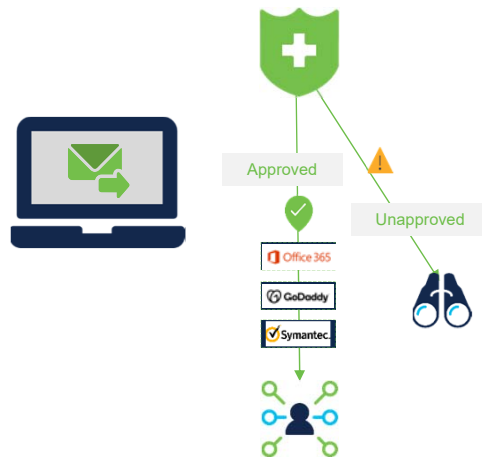 Approved
Unapproved
Office 365
GoDaddy
Symantec.